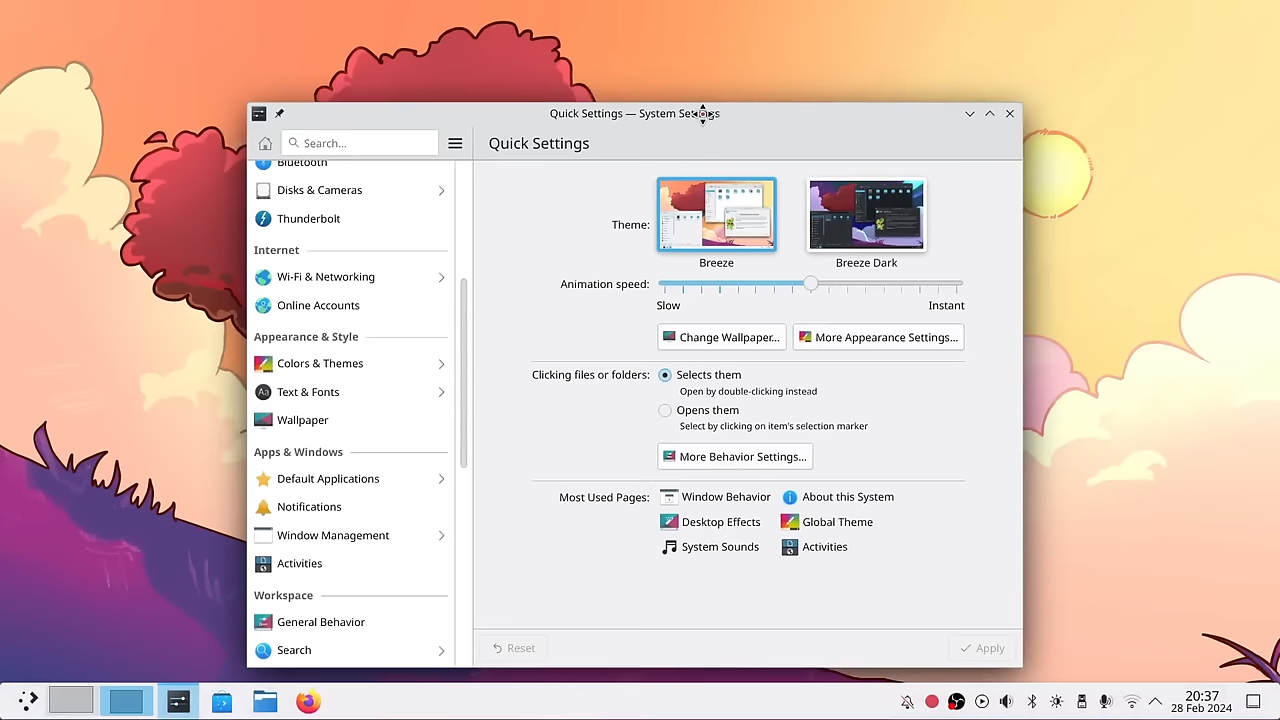 Quick Settings — System Settings
Search...
Quick Settings
Bluetooth
Disks & Cameras
Thunderbolt
Internet
Wi-Fi & Networking
Online Accounts
Appearance & Style
Colors & Themes
Aa
Text & Fonts
Wallpaper
Apps & Windows
Default Applications
Notifications
Window Management
Activities
Workspace
General Behavior
Search
Theme:
Breeze
Breeze Dark
Animation speed:
Slow
Instant
Change Wallpaper...
More Appearance Settings...
Clicking files or folders:
Selects them
Open by double-clicking instead
Opens them
Select by clicking on item's selection marker
More Behavior Settings...
Most Used Pages:
Window Behavior
About this System
Desktop Effects
Global Theme
System Sounds
Activities
Reset
Apply
20:37
28 Feb 2024